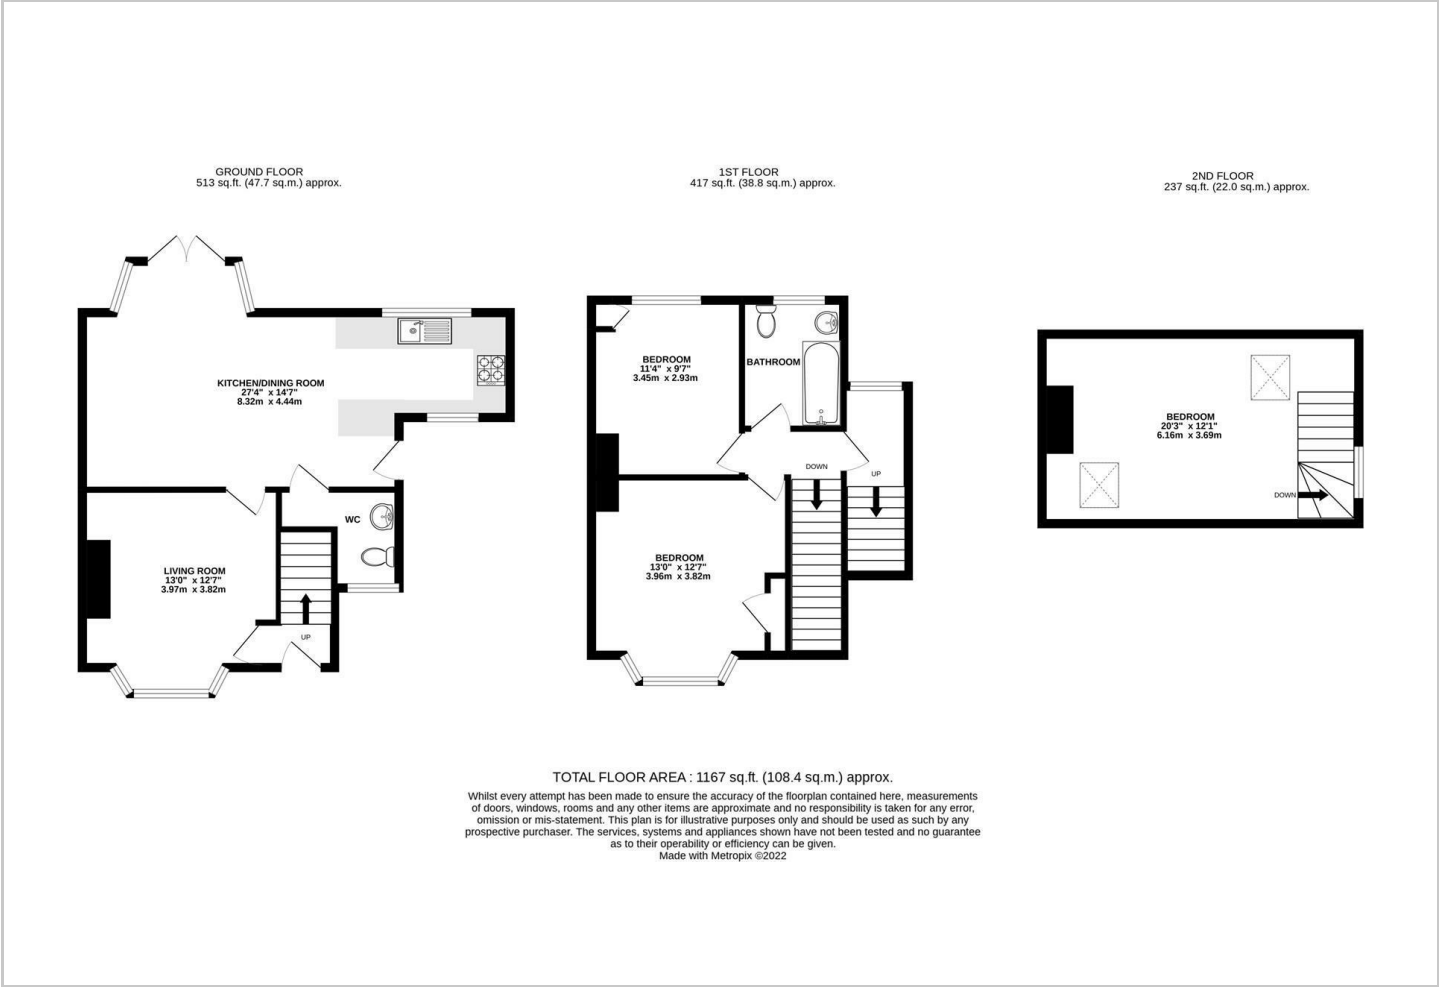 GROUND FLOOR
513 sq.ft. (47.7 sq.m.) approx.
KITCHEN/DINING ROOM
27'4" x 14'7"
8.32m x 4.44m
WC
LIVING ROOM
13'0" x 12'7"
3.97m x 3.82m
UP
1ST FLOOR
417 sq.ft. (38.8 sq.m.) approx.
BEDROOM
11'4" x 9'7"
3.45m x 2.93m
BATHROOM
DOWN
UP
BEDROOM
13'0" x 12'7"
3.96m x 3.82m
2ND FLOOR
237 sq.ft. (22.0 sq.m.) approx.
BEDROOM
20'3" x 12'1"
6.16m x 3.69m
DOWN
TOTAL FLOOR AREA : 1167 sq.ft. (108.4 sq.m.) approx.
Whilst every attempt has been made to ensure the accuracy of the floorplan contained here, measurements
of doors, windows, rooms and any other items are approximate and no responsibility is taken for any error,
omission or mis-statement. This plan is for illustrative purposes only and should be used as such by any
prospective purchaser. The services, systems and appliances shown have not been tested and no guarantee
as to their operability or efficiency can be given.
Made with Metropix ©2022